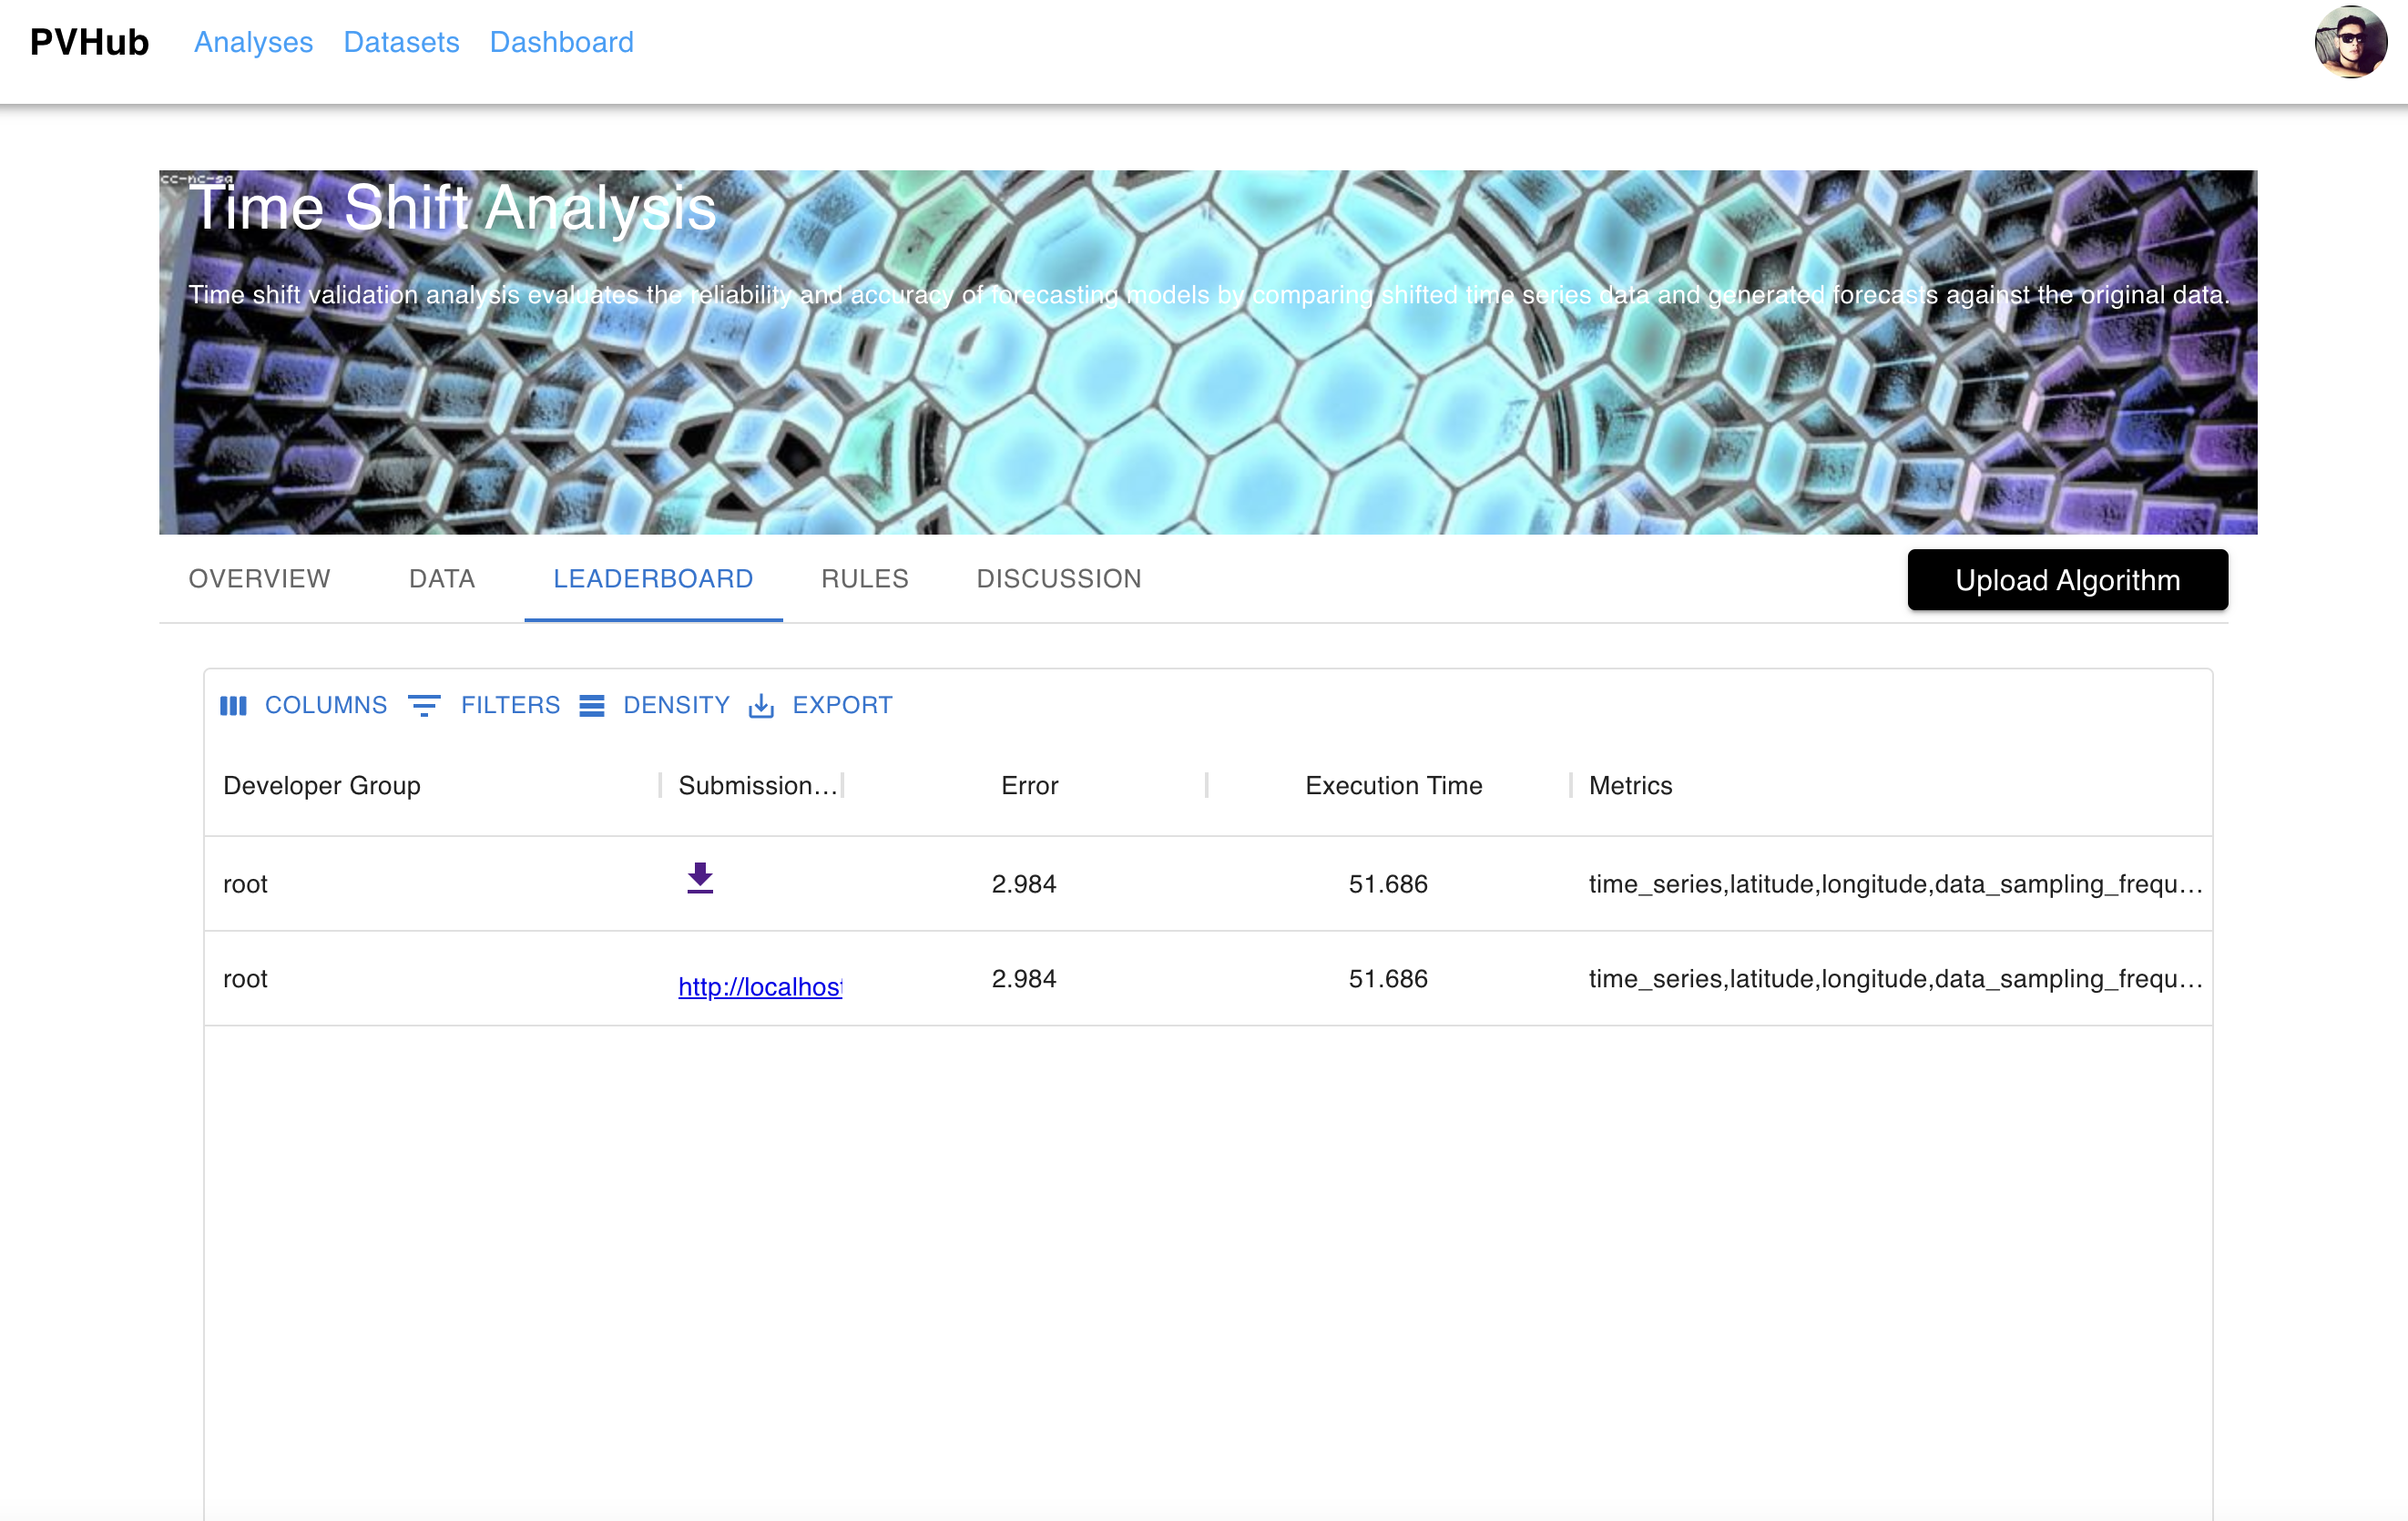 PVHub Analyses Datasets Dashboard
cc-nc-sa
Time Shift Analysis
Time shift validation analysis evaluates the reliability and accuracy of forecasting models by comparing shifted time series data and generated forecasts against the original data.
OVERVIEW DATA LEADERBOARD RULES DISCUSSION Upload Algorithm
COLUMNS FILTERS DENSITY EXPORT
Developer Group Submission... Error Execution Time Metrics
root 2.984 51.686 time_series,latitude,longitude,data_sampling_frequ...
root http://localhost 2.984 51.686 time_series,latitude,longitude,data_sampling_frequ...